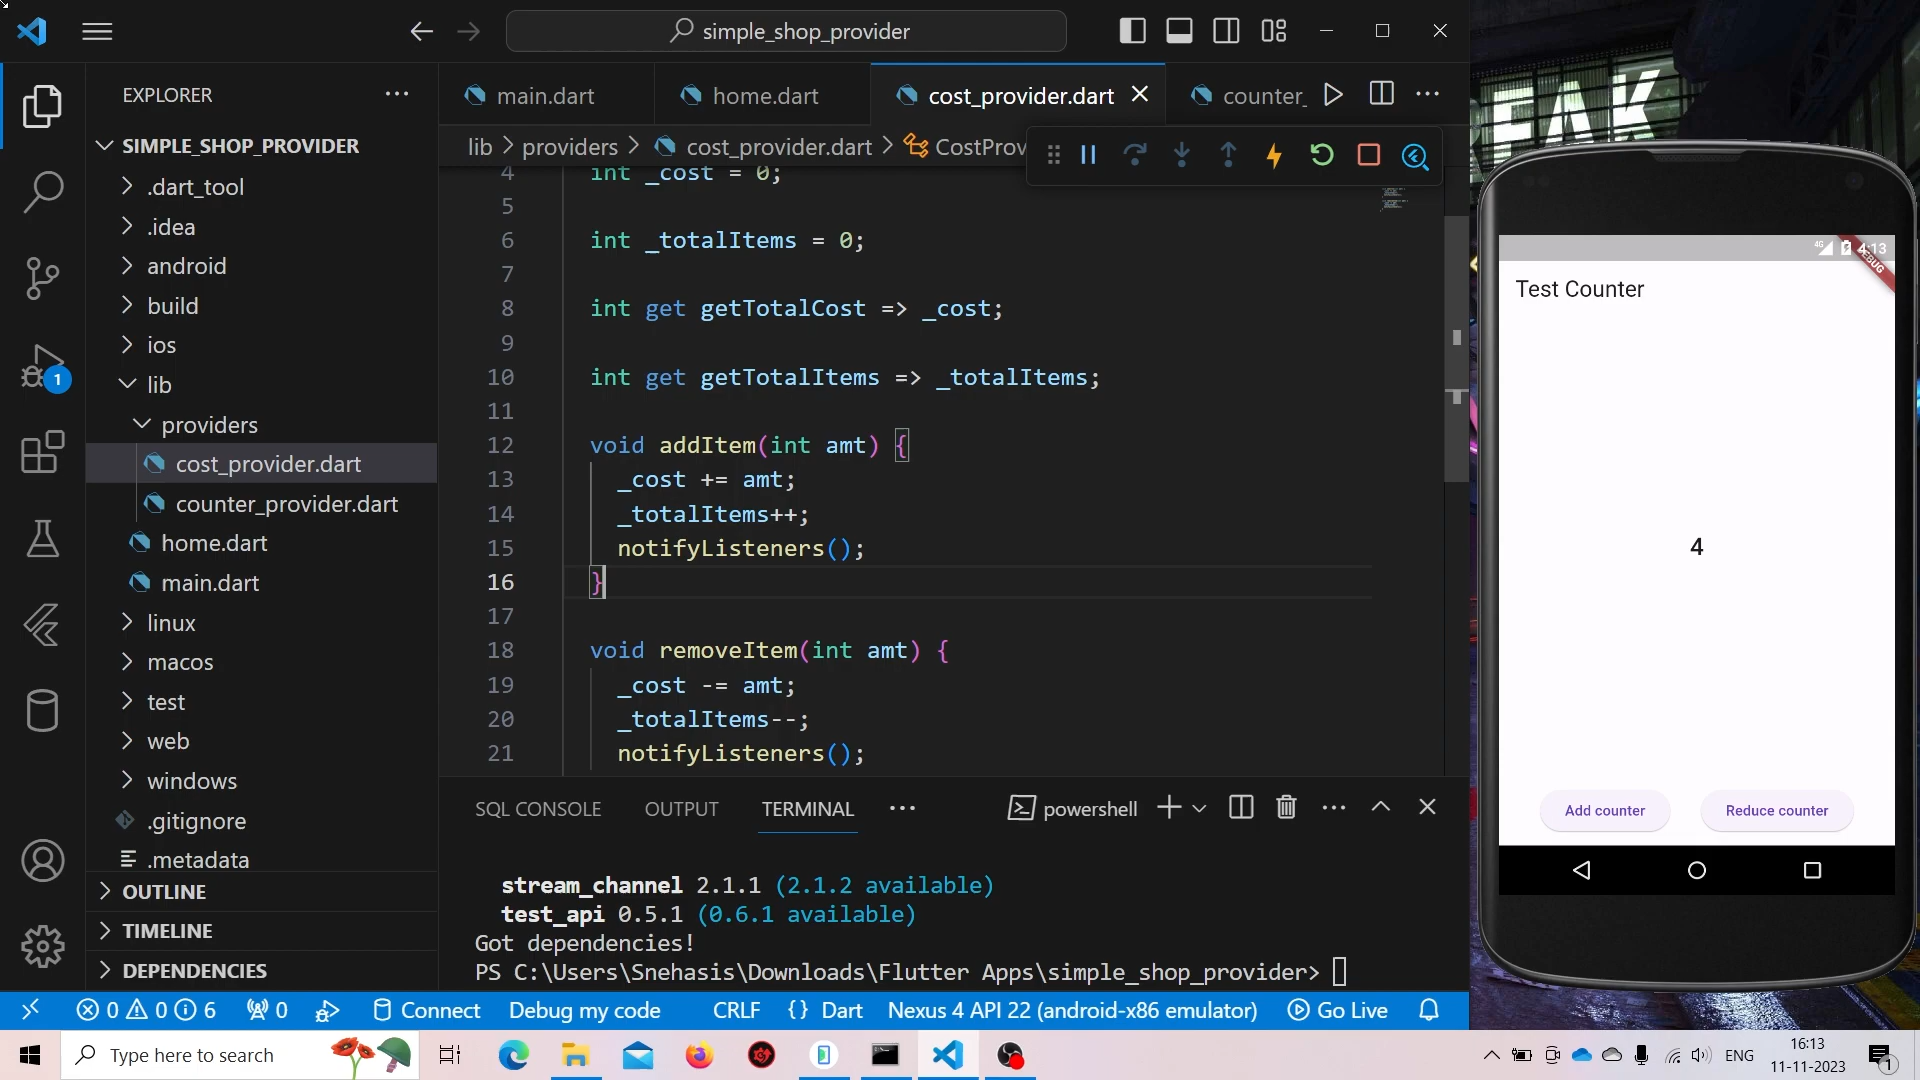 simple_shop_provider
EXPLORER
SIMPLE_SHOP_PROVIDER
.dart_tool
.idea
android
build
ios
lib
providers
cost_provider.dart
counter_provider.dart
home.dart
main.dart
linux
macos
test
web
windows
.gitignore
.metadata
OUTLINE
TIMELINE
DEPENDENCIES
1
main.dart
home.dart
cost_provider.dart
counter_
lib > providers > cost_provider.dart > CostProv
4 int _cost = 0;
5
6 int _totalItems = 0;
7
8 int get getTotalCost => _cost;
9
10 int get getTotalItems => _totalItems;
11
12 void addItem(int amt) {
13 _cost += amt;
14 _totalItems++;
15 notifyListeners();
16 }
17
18 void removeItem(int amt) {
19 _cost -= amt;
20 _totalItems--;
21 notifyListeners();
SQL CONSOLE OUTPUT TERMINAL
powershell
stream_channel 2.1.1 (2.1.2 available)
test_api 0.5.1 (0.6.1 available)
Got dependencies!
PS C:\Users\Snehasis\Downloads\Flutter Apps\simple_shop_provider>
0 0 6 0 Connect Debug my code CRLF {} Dart Nexus 4 API 22 (android-x86 emulator) Go Live
4G 4:13
DEBUG
Test Counter
4
Add counter
Reduce counter
EAK
Type here to search
ENG
16:13
11-11-2023
1